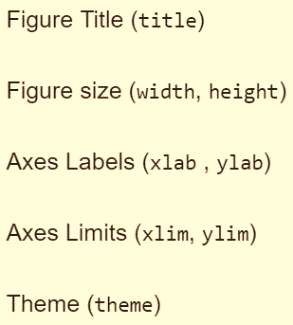 Figure Title (title)
Figure size (width, height)
Axes Labels (xlab , ylab)
Axes Limits (xlim, ylim)
Theme (theme)